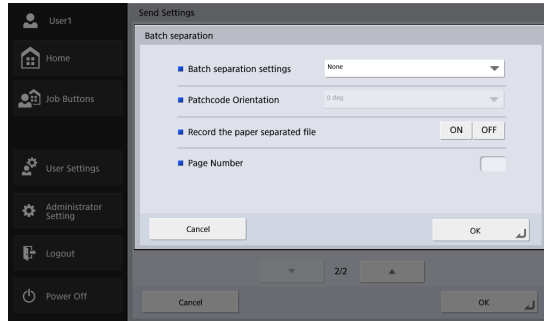 User1
Home
Job Buttons
User Settings
Administrator
Setting
Logout
Power Off
Send Settings
Batch separation
Batch separation settings
None
Patchcode Orientation
0 deg.
Record the paper separated file
ON OFF
Page Number
Cancel
OK
2/2
Cancel
OK